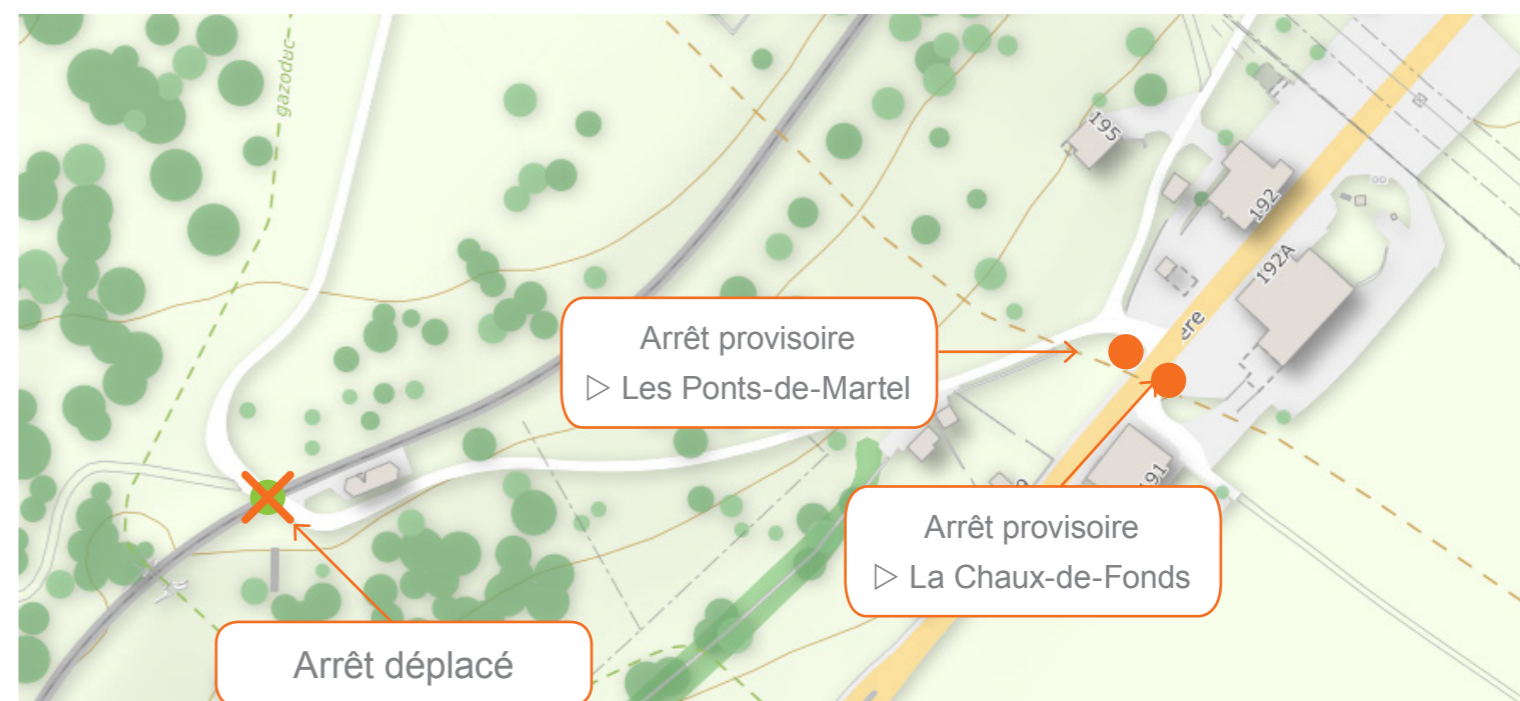 gazoduc
195
192
192A
ère
Arrêt provisoire
▷ Les Ponts-de-Martel
191
Arrêt provisoire
▷ La Chaux-de-Fonds
Arrêt déplacé